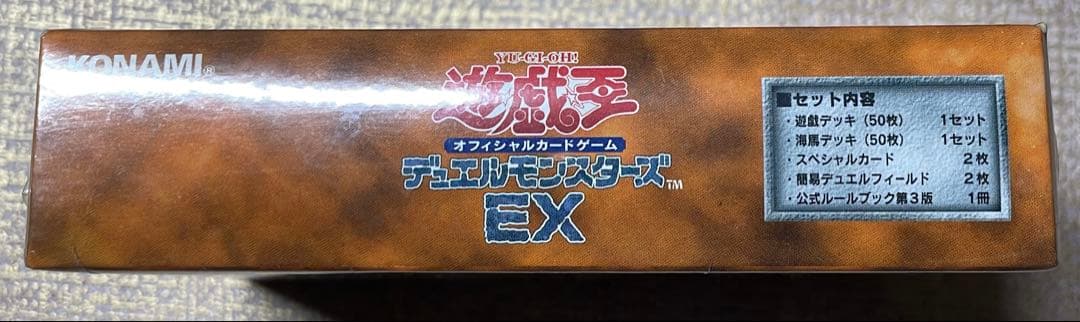 KONAMI®
YU-GI-OH!
遊戯王
オフィシャルカードゲーム
デュエルモンスターズ™
EX
■セット内容
・遊戯デッキ（50枚） 1セット
・海馬デッキ（50枚） 1セット
・スペシャルカード 2枚
・簡易デュエルフィールド 2枚
・公式ルールブック第3版 1冊